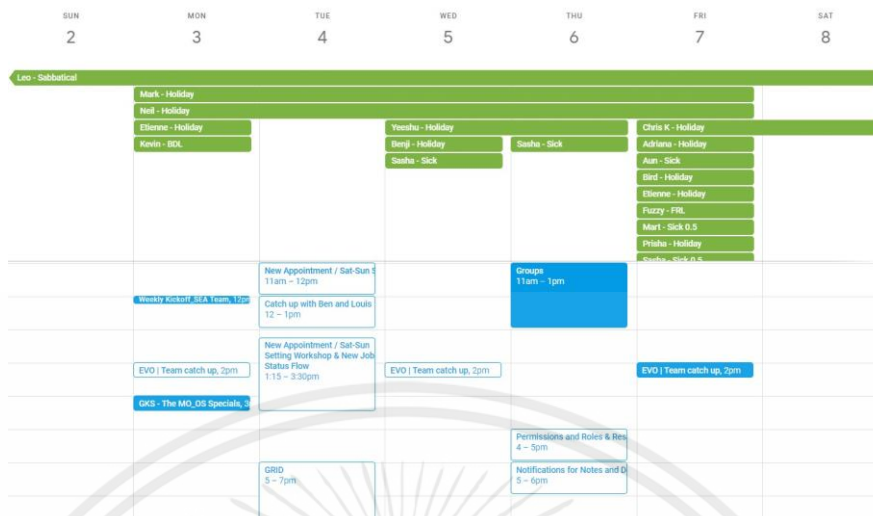 SUN MON TUE WED THU FRI SAT
2 3 4 5 6 7 8
Leo - Sabbatical
Mark - Holiday
Neil - Holiday
Etienne - Holiday
Yeeshu - Holiday
Chris K - Holiday
Kevin - BDL
Benji - Holiday
Sasha - Sick
Adriana - Holiday
Sasha - Sick
Aun - Sick
Bird - Holiday
Etienne - Holiday
Fuzzy - FRL
Mart - Sick 0.5
Prisha - Holiday
Sasha - Sick 0.5
New Appointment / Sat-Sun S
11am – 12pm
Groups
11am – 1pm
Weekly Kickoff_SEA Team, 12pm
Catch up with Ben and Louis
12 – 1pm
New Appointment / Sat-Sun
Setting Workshop & New Job
Status Flow
1:15 – 3:30pm
EVO | Team catch up, 2pm
EVO | Team catch up, 2pm
EVO | Team catch up, 2pm
GKS - The MO_OS Specials, 3
Permissions and Roles & Res
4 – 5pm
GRID
5 – 7pm
Notifications for Notes and D
5 – 6pm